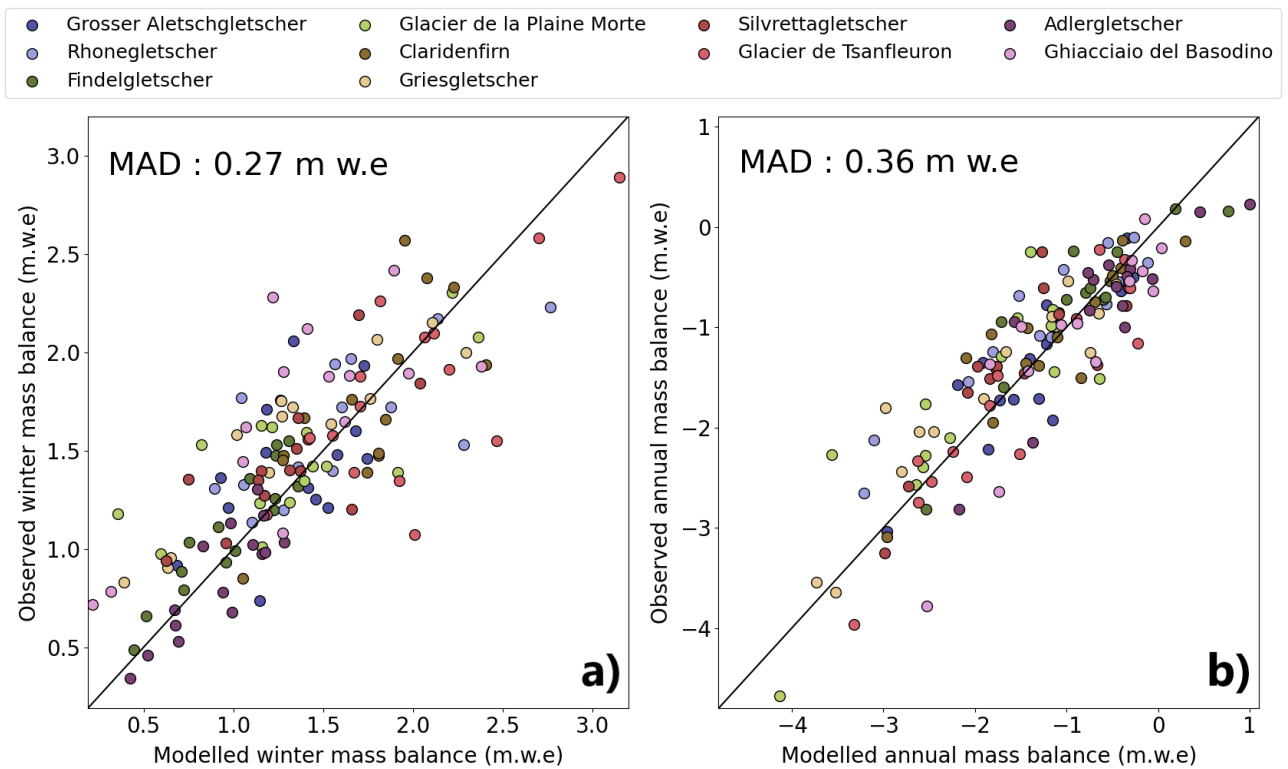 Grosser Aletschgletscher
Rhonegletscher
Findelgletscher
Glacier de la Plaine Morte
Claridenfirn
Griesgletscher
Silvrettagletscher
Glacier de Tsanfleuron
Adlergletscher
Ghiacciaio del Basodino
MAD : 0.27 m w.e
3.0
2.5
2.0
1.5
1.0
0.5
Observed winter mass balance (m.w.e)
0.5 1.0 1.5 2.0 2.5 3.0
Modelled winter mass balance (m.w.e)
a)
MAD : 0.36 m w.e
1
0
−1
−2
−3
−4
Observed annual mass balance (m.w.e)
−4 −3 −2 −1 0 1
Modelled annual mass balance (m.w.e)
b)